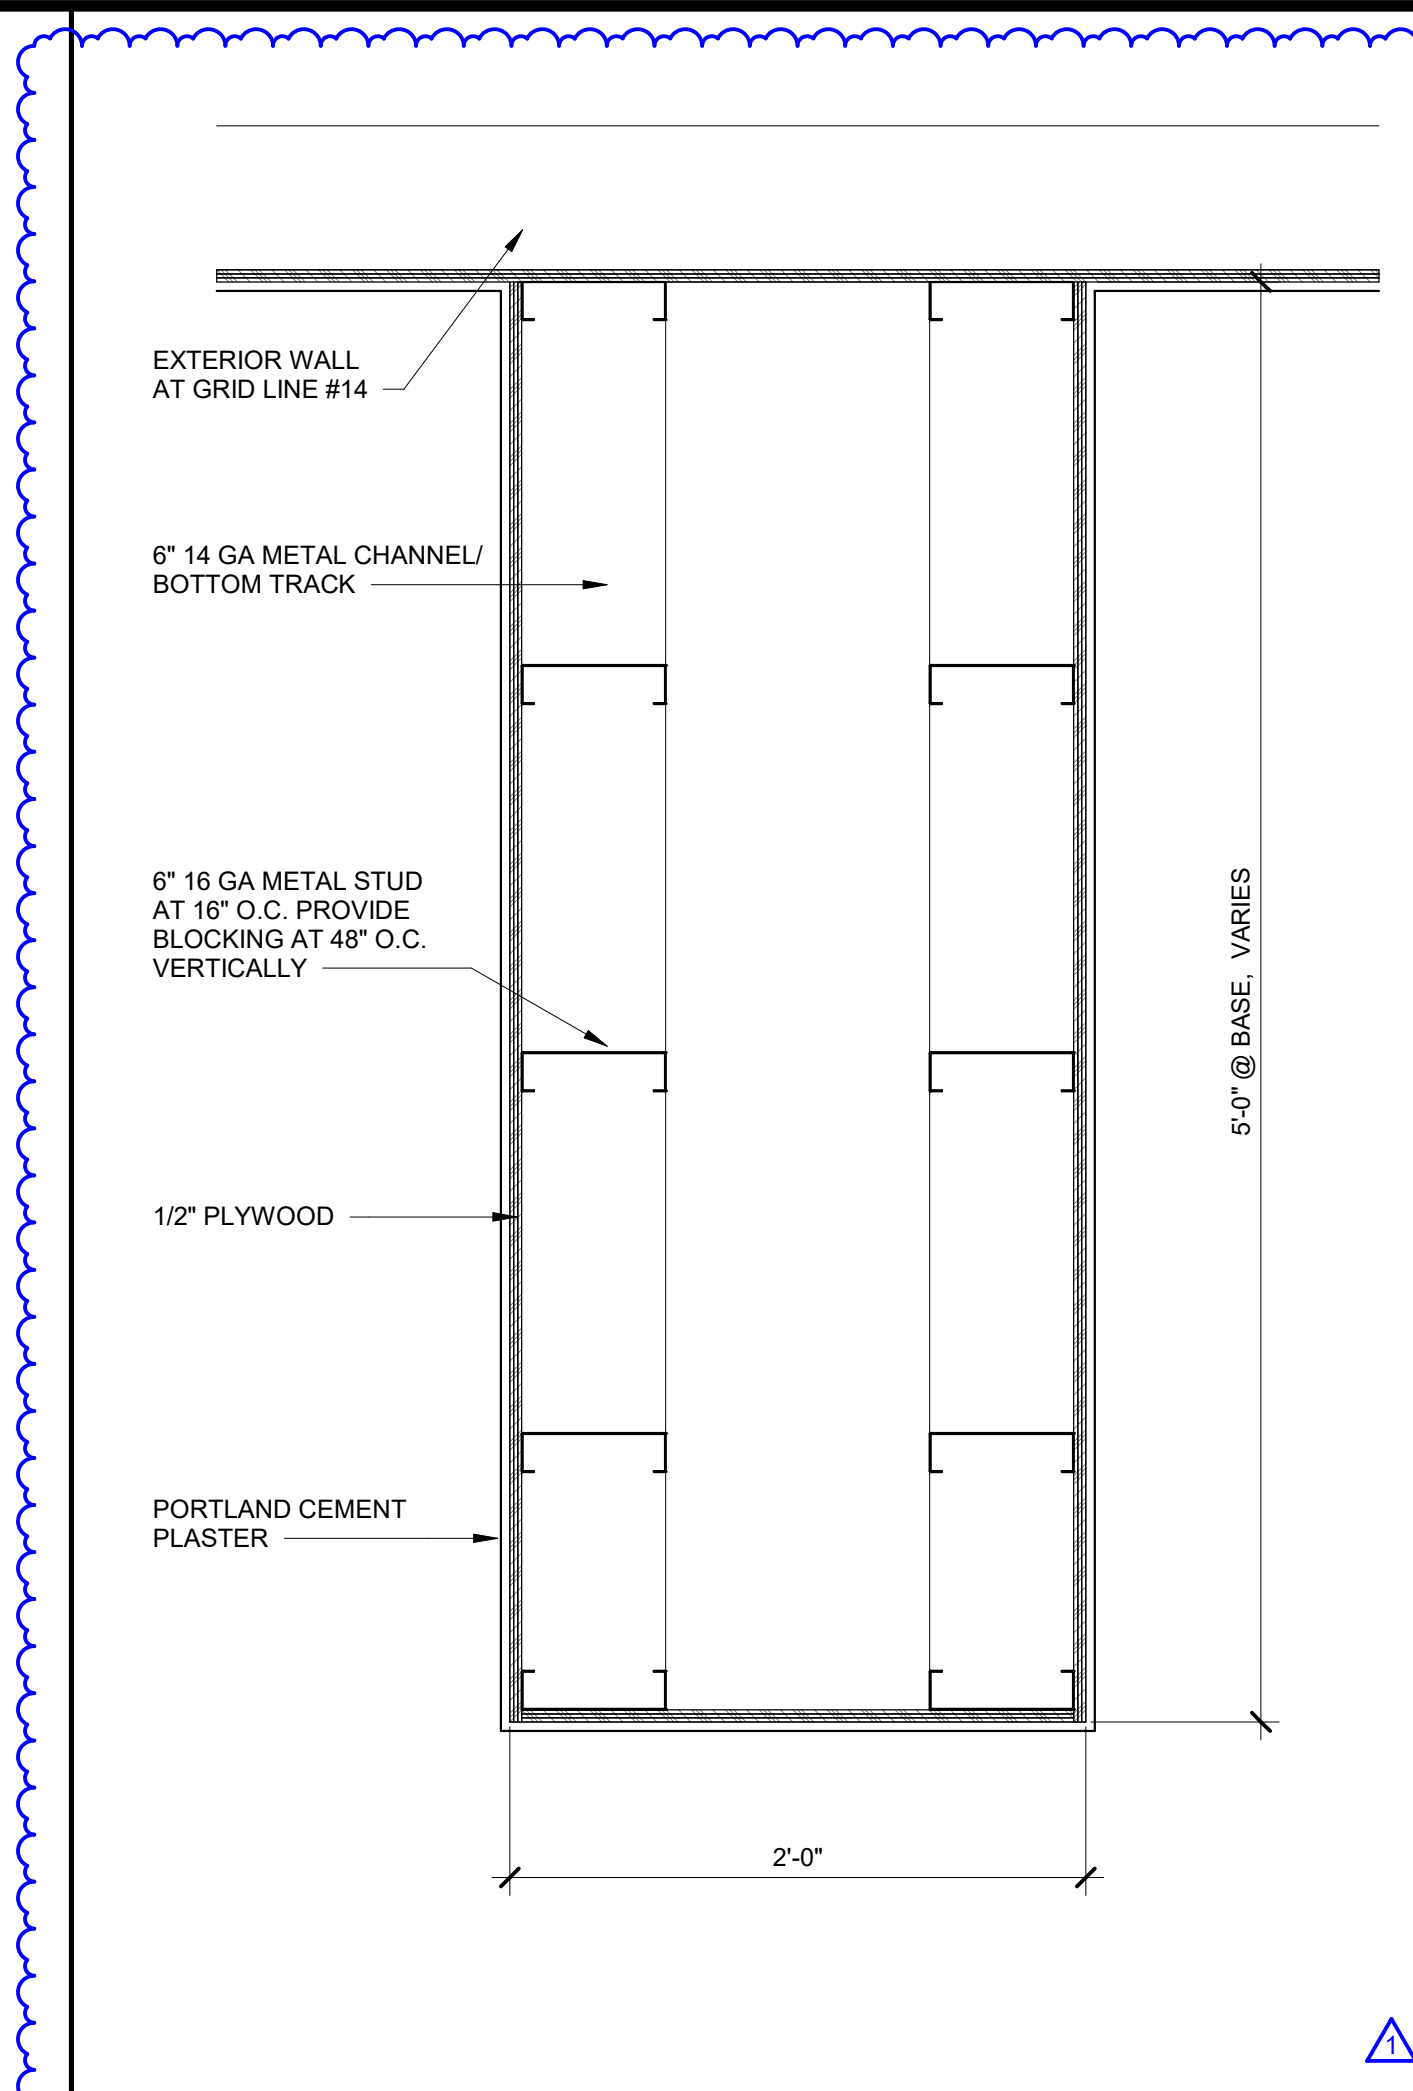 EXTERIOR WALL
AT GRID LINE #14
6" 14 GA METAL CHANNEL/
BOTTOM TRACK
6" 16 GA METAL STUD
AT 16" O.C. PROVIDE
BLOCKING AT 48" O.C.
VERTICALLY
5'-0" @ BASE, VARIES
1/2" PLYWOOD
PORTLAND CEMENT
PLASTER
2'-0"
1